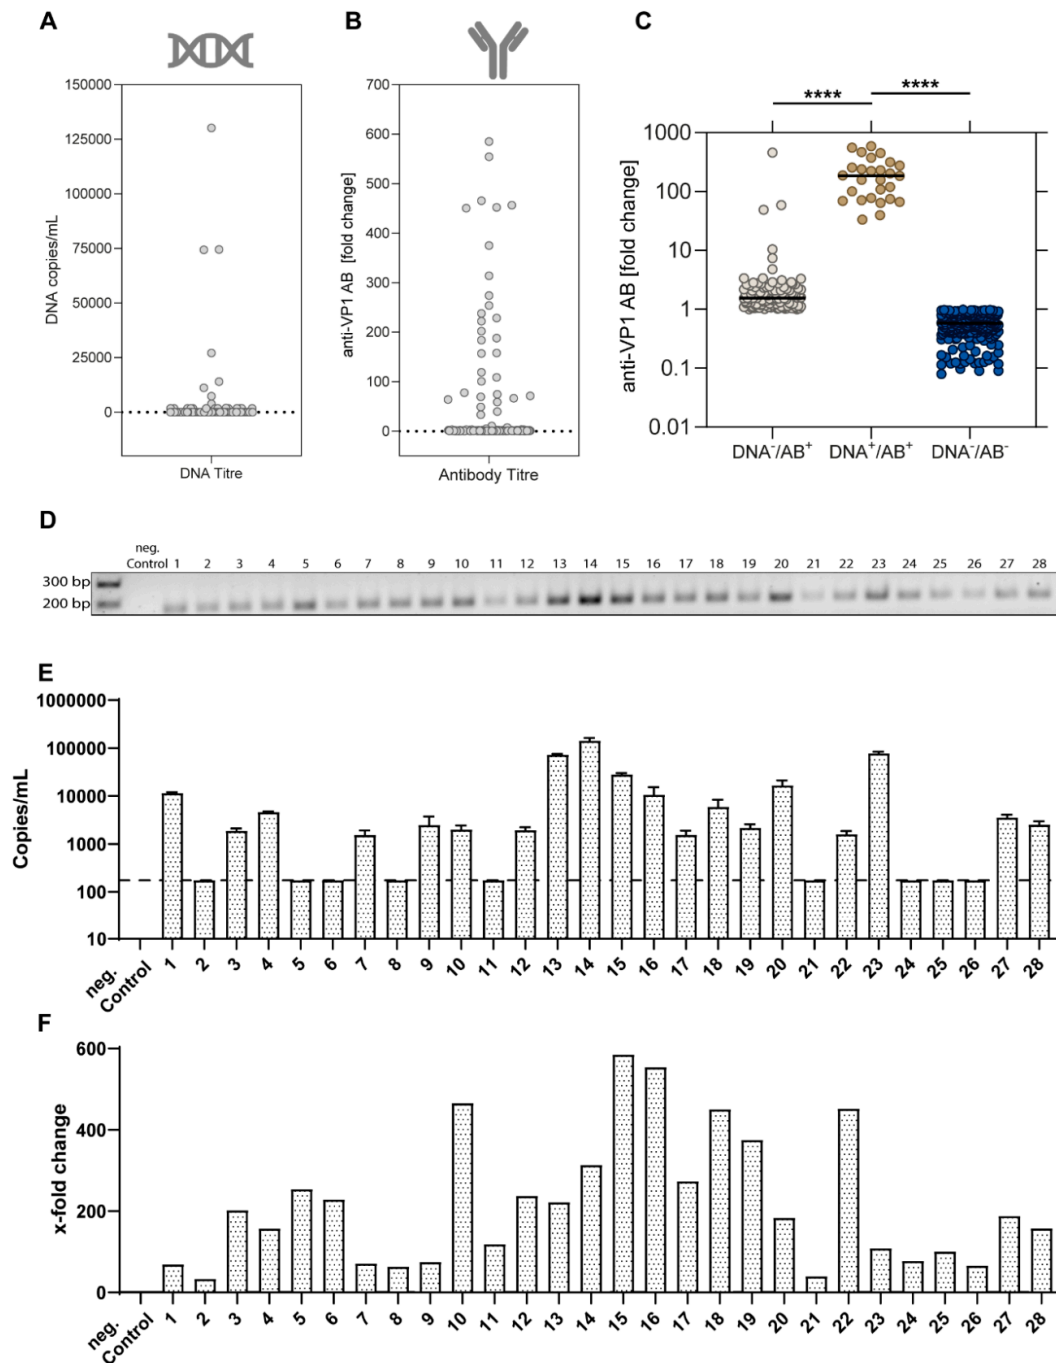 A
B
C
150000
125000
100000
75000
50000
25000
0
DNA copies/mL
DNA Titre
700
600
500
400
300
200
100
0
anti-VP1 AB [fold change]
Antibody Titre
**** ****
1000
100
10
1
0.1
0.01
anti-VP1 AB [fold change]
DNA⁻/AB⁺ DNA⁺/AB⁺ DNA⁻/AB⁻
D
neg.
Control 1 2 3 4 5 6 7 8 9 10 11 12 13 14 15 16 17 18 19 20 21 22 23 24 25 26 27 28
300 bp
200 bp
E
1000000
100000
10000
1000
100
10
Copies/mL
neg.
Control 1 2 3 4 5 6 7 8 9 10 11 12 13 14 15 16 17 18 19 20 21 22 23 24 25 26 27 28
F
600
400
200
0
x-fold change
neg.
Control 1 2 3 4 5 6 7 8 9 10 11 12 13 14 15 16 17 18 19 20 21 22 23 24 25 26 27 28